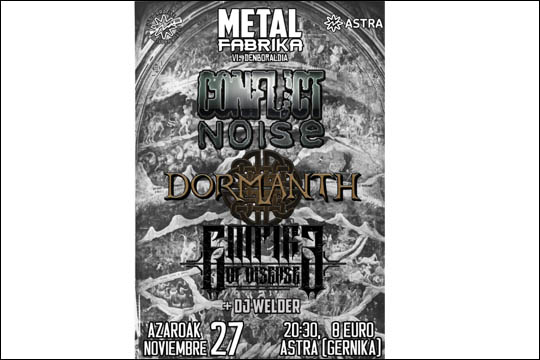 METAL
FABRIKA
VI. DENBORALDIA
ASTRA
CONFLICT
NOISE
DORMANTH
EMPIRE
OF DISEASE
+ DJ WELDER
AZAROAK
NOVIEMBRE 27
20:30, 8 EURO
ASTRA (GERNIKA)